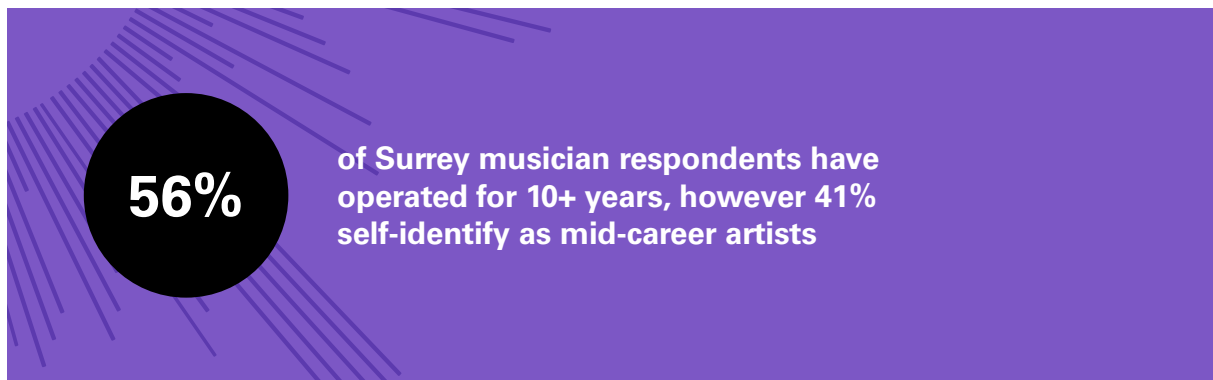 56%
of Surrey musician respondents have
operated for 10+ years, however 41%
self-identify as mid-career artists